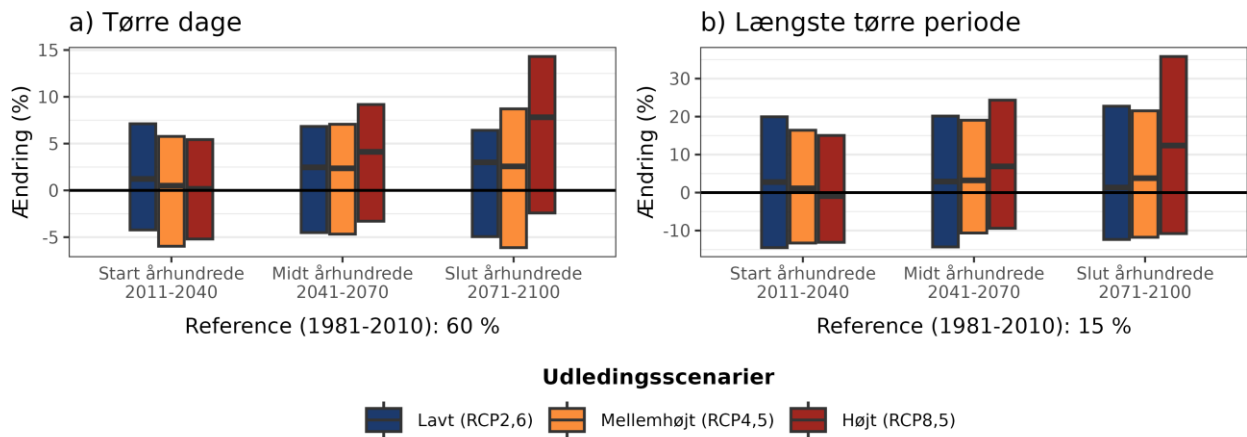 a) Tørre dage
Ændring (%)
15
10
5
0
-5
Start århundrede
2011-2040
Midt århundrede
2041-2070
Slut århundrede
2071-2100
Reference (1981-2010): 60 %
b) Længste tørre periode
Ændring (%)
30
20
10
0
-10
Start århundrede
2011-2040
Midt århundrede
2041-2070
Slut århundrede
2071-2100
Reference (1981-2010): 15 %
Udledingsscenarier
Lavt (RCP2,6)
Mellemhøjt (RCP4,5)
Højt (RCP8,5)